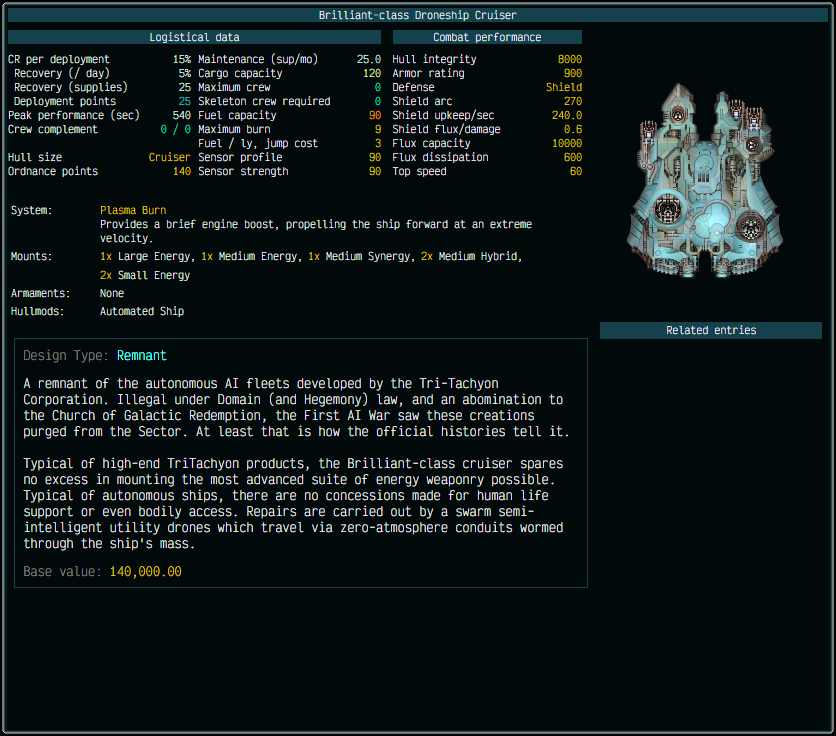 Brilliant-class Droneship Cruiser
Logistical data
Combat performance
CR per deployment 15% Maintenance (sup/mo) 25.0 Hull integrity 8000
Recovery (/ day) 5% Cargo capacity 120 Armor rating 900
Recovery (supplies) 25 Maximum crew 0 Defense Shield
Deployment points 25 Skeleton crew required 0 Shield arc 270
Peak performance (sec) 540 Fuel capacity 90 Shield upkeep/sec 240.0
Crew complement 0 / 0 Maximum burn 9 Shield flux/damage 0.6
Fuel / ly, jump cost 3 Flux capacity 10000
Hull size Cruiser Sensor profile 90 Flux dissipation 600
Ordnance points 140 Sensor strength 90 Top speed 60
System: Plasma Burn
Provides a brief engine boost, propelling the ship forward at an extreme
velocity.
Mounts: 1x Large Energy, 1x Medium Energy, 1x Medium Synergy, 2x Medium Hybrid,
2x Small Energy
Armaments: None
Hullmods: Automated Ship
Related entries
Design Type: Remnant
A remnant of the autonomous AI fleets developed by the Tri-Tachyon
Corporation. Illegal under Domain (and Hegemony) law, and an abomination to
the Church of Galactic Redemption, the First AI War saw these creations
purged from the Sector. At least that is how the official histories tell it.
Typical of high-end TriTachyon products, the Brilliant-class cruiser spares
no excess in mounting the most advanced suite of energy weaponry possible.
Typical of autonomous ships, there are no concessions made for human life
support or even bodily access. Repairs are carried out by a swarm semi-
intelligent utility drones which travel via zero-atmosphere conduits wormed
through the ship's mass.
Base value: 140,000.00